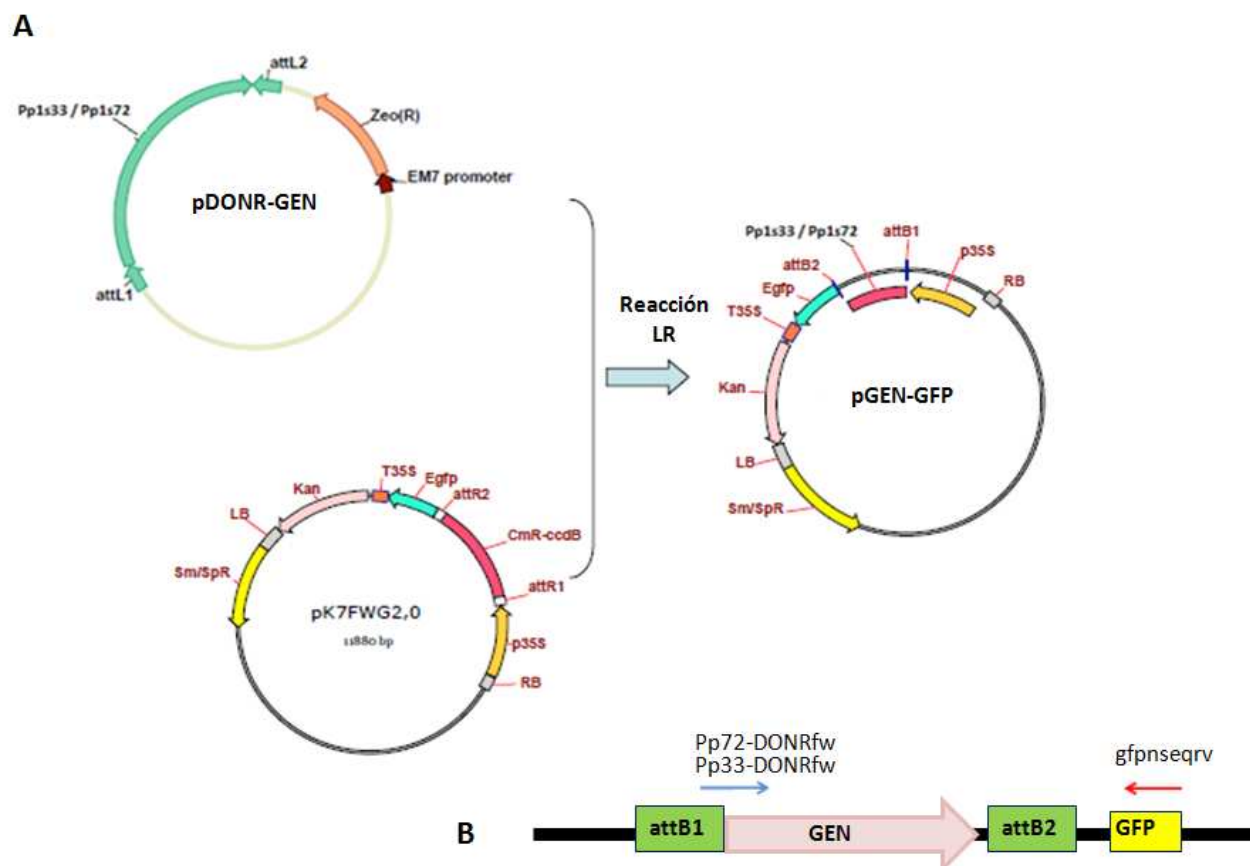 A
attL2
Pp1s33 / Pp1s72
Zeo(R)
EM7 promoter
pDONR-GEN
attL1
Reacción
LR
Pp1s33 / Pp1s72
attB1
p35S
attB2
RB
Egfp
T35S
Kan
pGEN-GFP
LB
Sm/SpR
T35S
Egfp
Kan
attR2
LB
CmR-ccdB
Sm/SpR
attR1
pK7FWG2,0
11880 bp
p35S
RB
Pp72-DONRfw
Pp33-DONRfw
gfpnseqrv
B
attB1
GEN
attB2
GFP